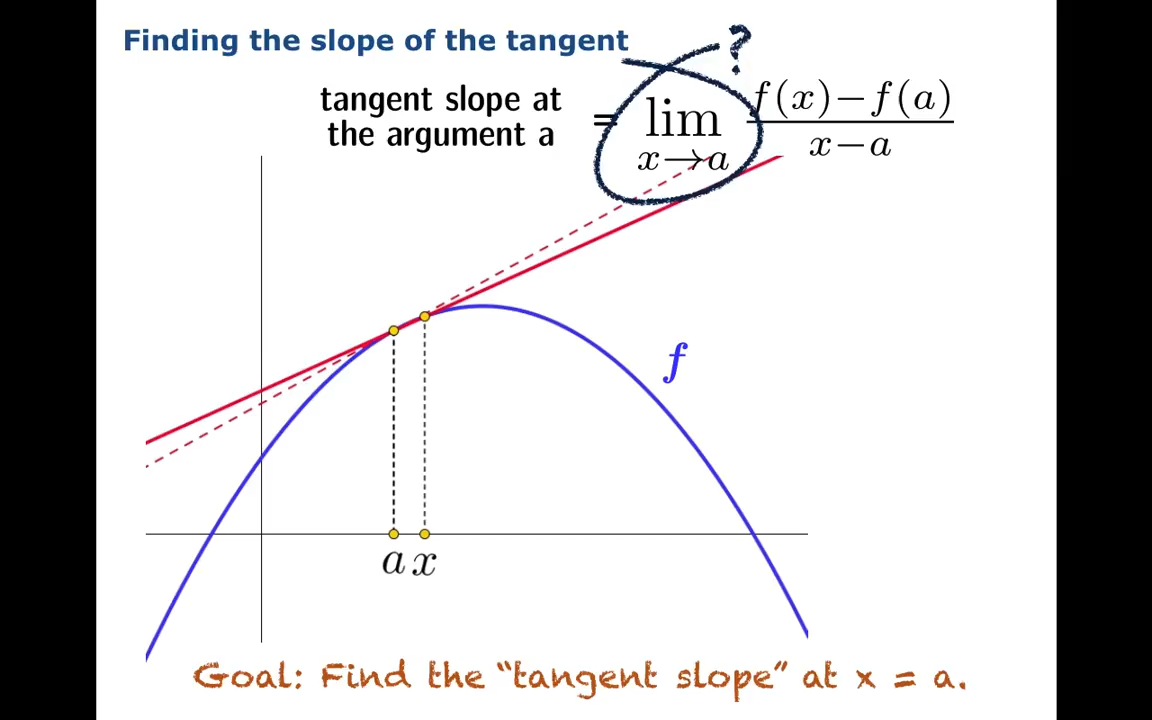 Finding the slope of the tangent
?
tangent slope at
the argument a
= lim x→a f(x)−f(a) / x−a
f
a x
Goal: Find the “tangent slope” at x = a.